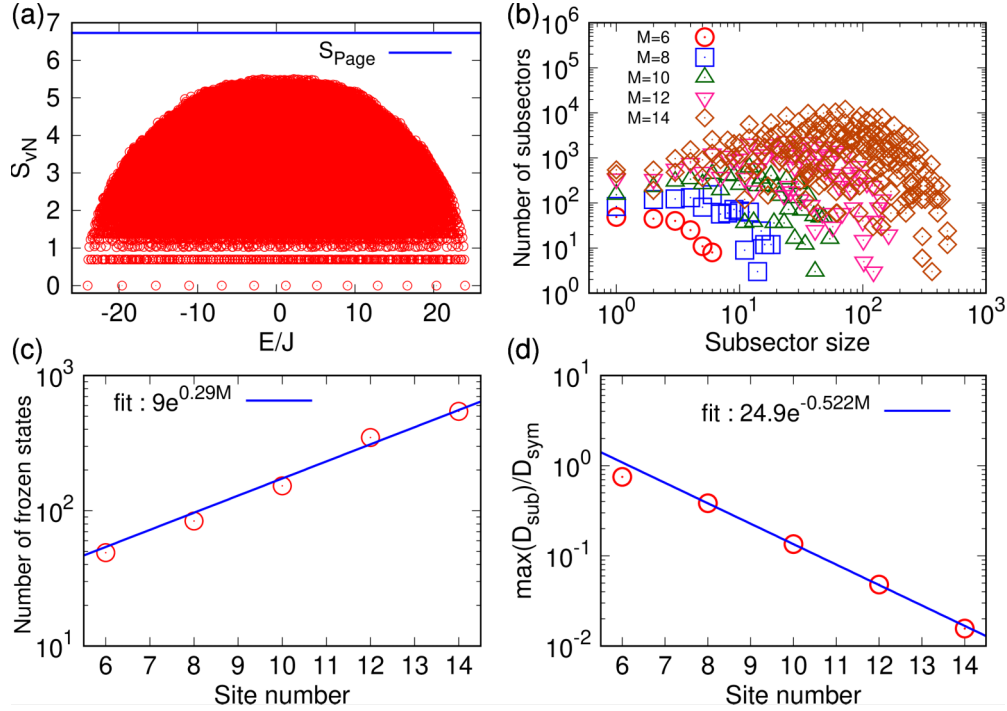 (a)
7
6
5
4
3
2
1
0
S_vN
S_Page
-20 -10 0 10 20
E/J
(b)
10^6
10^5
10^4
10^3
10^2
10^1
10^0
Number of subsectors
M=6
M=8
M=10
M=12
M=14
10^0 10^1 10^2 10^3
Subsector size
(c)
10^3
10^2
10^1
Number of frozen states
fit : 9e^0.29M
6 7 8 9 10 11 12 13 14
Site number
(d)
10^1
10^0
10^-1
10^-2
max(D_sub)/D_sym
fit : 24.9e^-0.522M
6 7 8 9 10 11 12 13 14
Site number